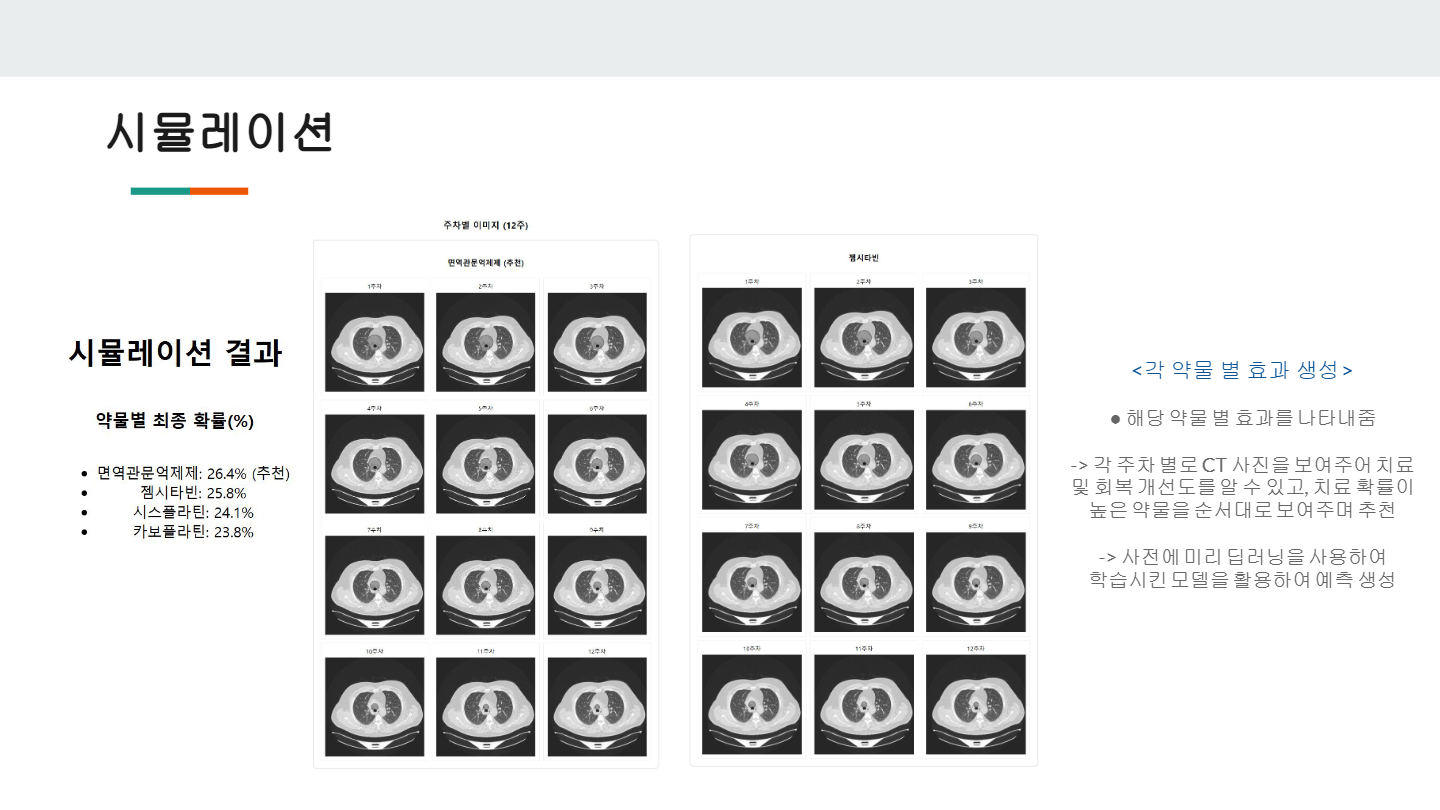 시뮬레이션
시뮬레이션 결과
약물별 최종 확률(%)
• 면역관문억제제: 26.4% (추천)
• 젬시타빈: 25.8%
• 시스플라틴: 24.1%
• 카보플라틴: 23.8%
주차별 이미지 (12주)
면역관문억제제 (추천)
1주차 2주차 3주차
4주차 5주차 6주차
7주차 8주차 9주차
10주차 11주차 12주차
젬시타빈
1주차 2주차 3주차
4주차 5주차 6주차
7주차 8주차 9주차
10주차 11주차 12주차
<각 약물 별 효과 생성>
● 해당 약물 별 효과를 나타내줌
-> 각 주차 별로 CT 사진을 보여주어 치료
및 회복 개선도를 알 수 있고, 치료 확률이
높은 약물을 순서대로 보여주며 추천
-> 사전에 미리 딥러닝을 사용하여
학습시킨 모델을 활용하여 예측 생성